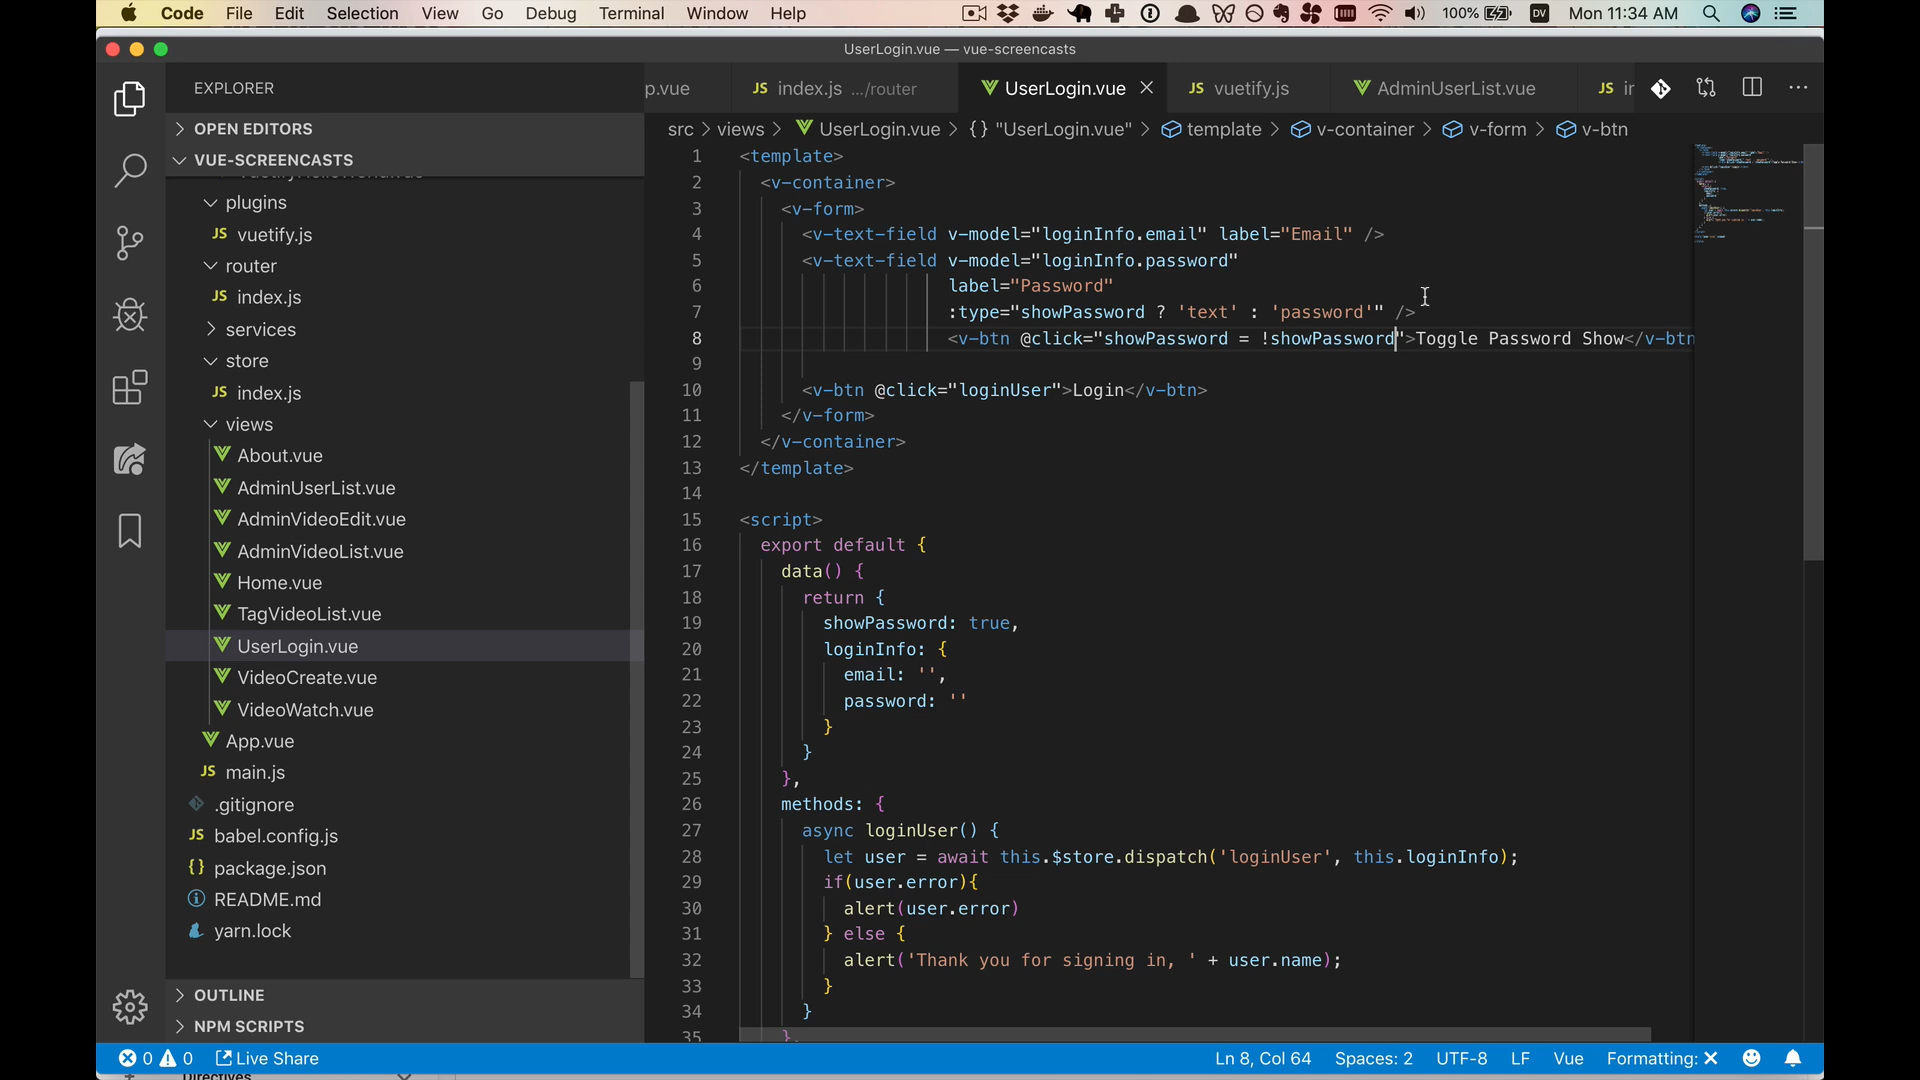 Code File Edit Selection View Go Debug Terminal Window Help 100% DV Mon 11:34 AM
UserLogin.vue — vue-screencasts
EXPLORER
p.vue JS index.js .../router UserLogin.vue JS vuetify.js AdminUserList.vue JS ir
OPEN EDITORS
src > views > UserLogin.vue > {} "UserLogin.vue" > template > v-container > v-form > v-btn
VUE-SCREENCASTS
plugins
JS vuetify.js
router
JS index.js
services
store
JS index.js
views
About.vue
AdminUserList.vue
AdminVideoEdit.vue
AdminVideoList.vue
Home.vue
TagVideoList.vue
UserLogin.vue
VideoCreate.vue
VideoWatch.vue
App.vue
JS main.js
.gitignore
JS babel.config.js
{} package.json
README.md
yarn.lock
OUTLINE
NPM SCRIPTS
1 <template>
2 <v-container>
3 <v-form>
4 <v-text-field v-model="loginInfo.email" label="Email" />
5 <v-text-field v-model="loginInfo.password"
6 label="Password"
7 :type="showPassword ? 'text' : 'password'" />
8 <v-btn @click="showPassword = !showPassword">Toggle Password Show</v-btn
9
10 <v-btn @click="loginUser">Login</v-btn>
11 </v-form>
12 </v-container>
13 </template>
14
15 <script>
16 export default {
17 data() {
18 return {
19 showPassword: true,
20 loginInfo: {
21 email: '',
22 password: ''
23 }
24 }
25 },
26 methods: {
27 async loginUser() {
28 let user = await this.$store.dispatch('loginUser', this.loginInfo);
29 if(user.error){
30 alert(user.error)
31 } else {
32 alert('Thank you for signing in, ' + user.name);
33 }
34 }
35 },
0 0 Live Share Ln 8, Col 64 Spaces: 2 UTF-8 LF Vue Formatting: ✕
Directives